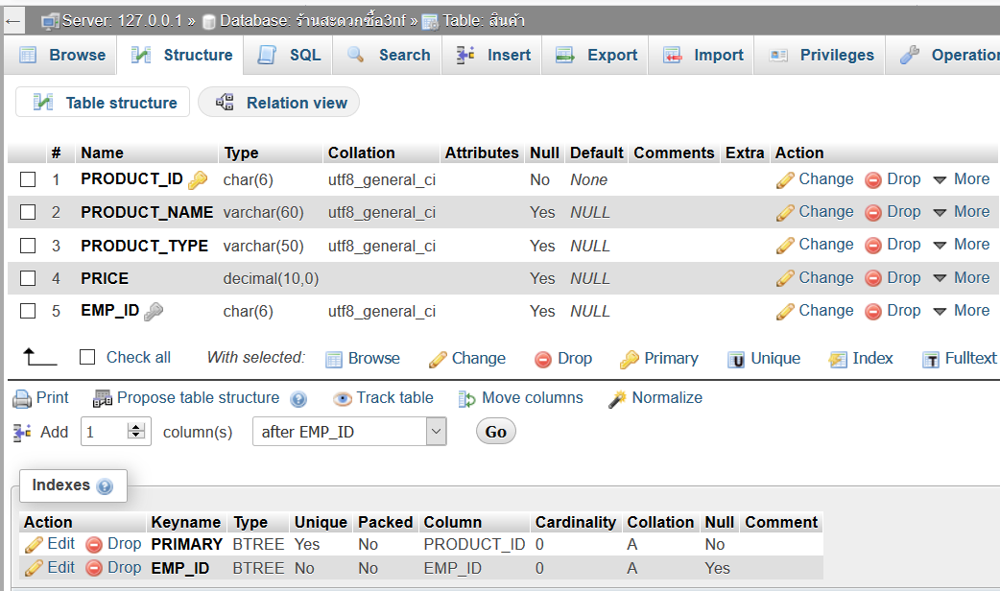 ← Server: 127.0.0.1 » Database: ร้านสะดวกซื้อ3nf » Table: สินค้า
Browse Structure SQL Search Insert Export Import Privileges Operation
Table structure Relation view
# Name Type Collation Attributes Null Default Comments Extra Action
1 PRODUCT_ID char(6) utf8_general_ci No None Change Drop More
2 PRODUCT_NAME varchar(60) utf8_general_ci Yes NULL Change Drop More
3 PRODUCT_TYPE varchar(50) utf8_general_ci Yes NULL Change Drop More
4 PRICE decimal(10,0) Yes NULL Change Drop More
5 EMP_ID char(6) utf8_general_ci Yes NULL Change Drop More
Check all With selected: Browse Change Drop Primary Unique Index Fulltext
Print Propose table structure Track table Move columns Normalize
Add 1 column(s) after EMP_ID Go
Indexes
Action Keyname Type Unique Packed Column Cardinality Collation Null Comment
Edit Drop PRIMARY BTREE Yes No PRODUCT_ID 0 A No
Edit Drop EMP_ID BTREE No No EMP_ID 0 A Yes